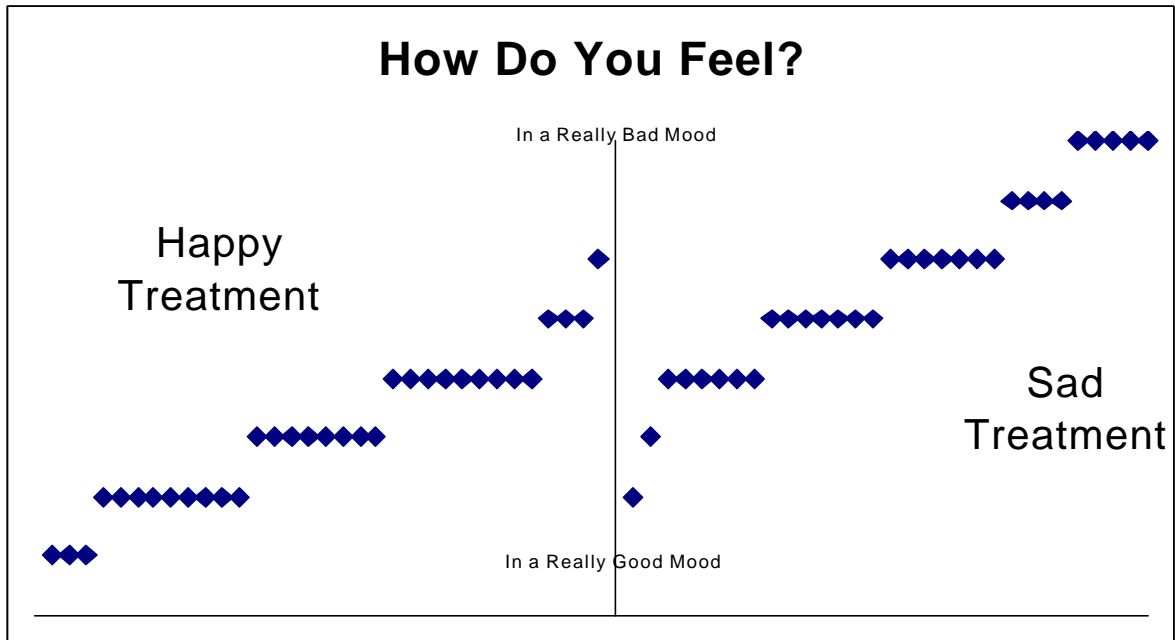 How Do You Feel?
In a Really Bad Mood
Happy
Treatment
Sad
Treatment
In a Really Good Mood